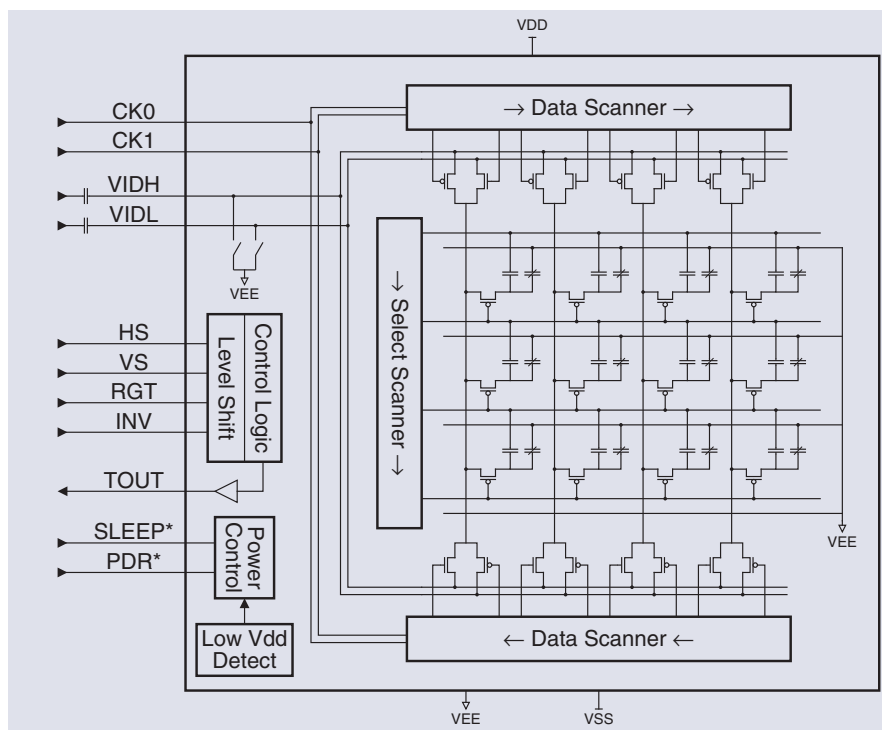 VDD
→ Data Scanner →
CK0
CK1
VIDH
VIDL
VEE
→ Select Scanner →
HS
VS
RGT
INV
Level Shift
Control Logic
TOUT
SLEEP*
PDR*
Power
Control
Low Vdd
Detect
VEE
← Data Scanner ←
VEE
VSS